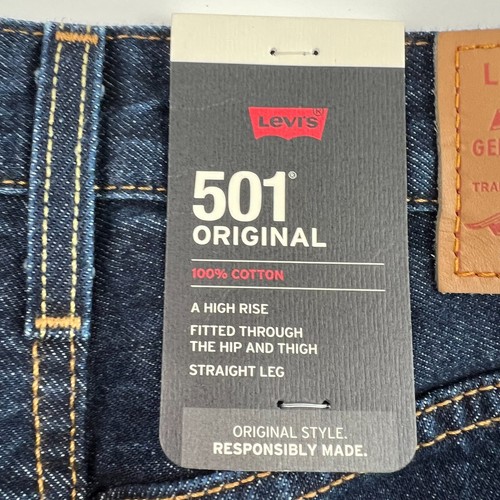 Levi's®
501®
ORIGINAL
100% COTTON
A HIGH RISE
FITTED THROUGH
THE HIP AND THIGH
STRAIGHT LEG
ORIGINAL STYLE.
RESPONSIBLY MADE.